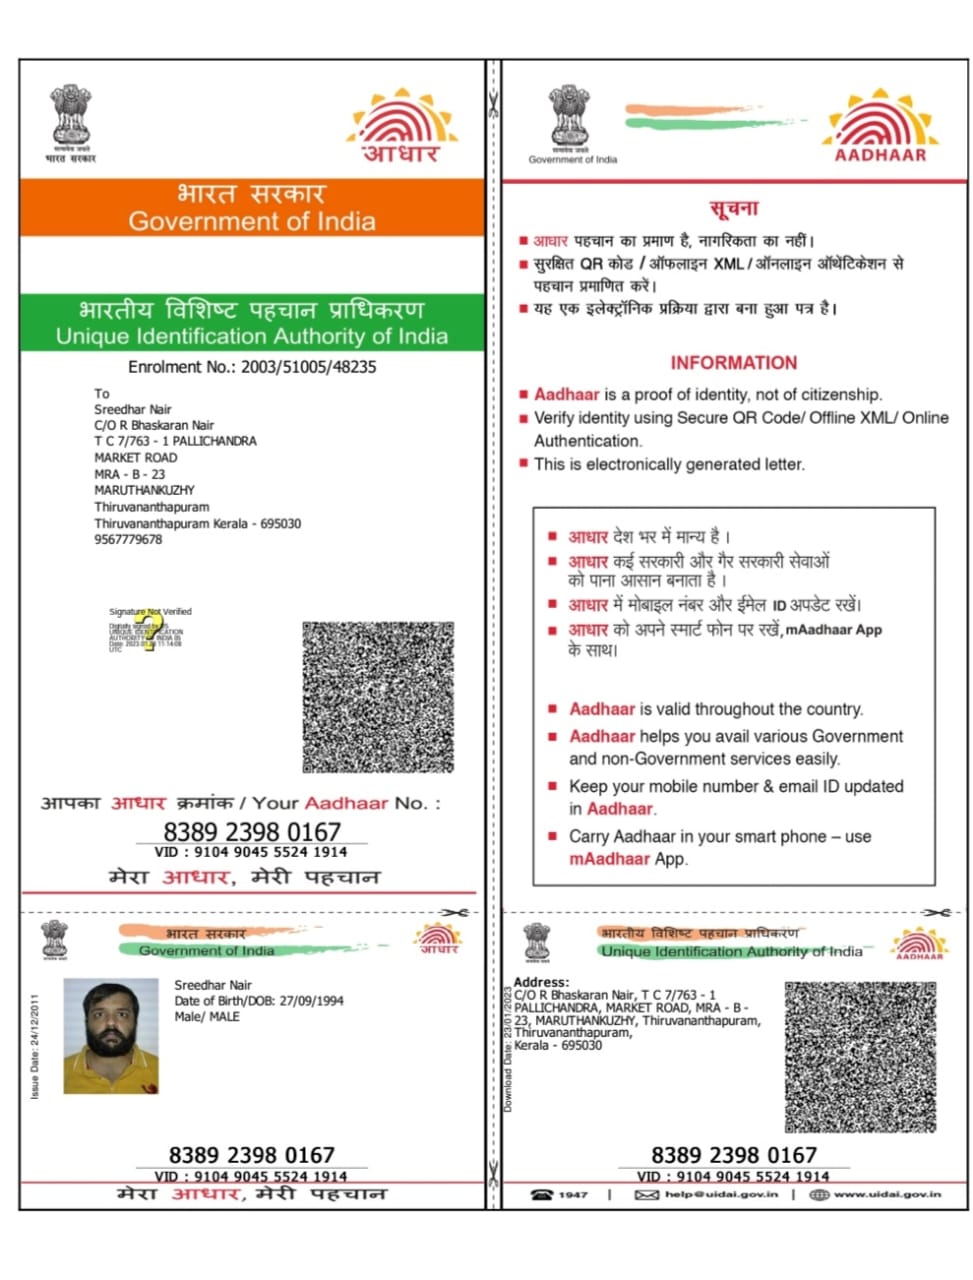 भारत सरकार
आधार
भारत सरकार
Government of India
भारतीय विशिष्ट पहचान प्राधिकरण
Unique Identification Authority of India
Enrolment No.: 2003/51005/48235
To
Sreedhar Nair
C/O R Bhaskaran Nair
T C 7/763 - 1 PALLICHANDRA
MARKET ROAD
MRA - B - 23
MARUTHANKUZHY
Thiruvananthapuram
Thiruvananthapuram Kerala - 695030
9567779678
Signature Not Verified
Digitally signed by
UNIQUE IDENTIFICATION
AUTHORITY OF INDIA 05
UTC
आपका आधार क्रमांक / Your Aadhaar No. :
8389 2398 0167
VID : 9104 9045 5524 1914
मेरा आधार, मेरी पहचान
Government of India
AADHAAR
सूचना
आधार पहचान का प्रमाण है, नागरिकता का नहीं।
सुरक्षित QR कोड / ऑफलाइन XML / ऑनलाइन ऑथेंटिकेशन से
पहचान प्रमाणित करें।
यह एक इलेक्ट्रॉनिक प्रक्रिया द्वारा बना हुआ पत्र है।
INFORMATION
Aadhaar is a proof of identity, not of citizenship.
Verify identity using Secure QR Code/ Offline XML/ Online
Authentication.
This is electronically generated letter.
आधार देश भर में मान्य है ।
आधार कई सरकारी और गैर सरकारी सेवाओं
को पाना आसान बनाता है ।
आधार में मोबाइल नंबर और ईमेल ID अपडेट रखें।
आधार को अपने स्मार्ट फोन पर रखें, mAadhaar App
के साथ।
Aadhaar is valid throughout the country.
Aadhaar helps you avail various Government
and non-Government services easily.
Keep your mobile number & email ID updated
in Aadhaar.
Carry Aadhaar in your smart phone – use
mAadhaar App.
भारत सरकार
Government of India
आधार
Issue Date: 24/12/2011
Sreedhar Nair
Date of Birth/DOB: 27/09/1994
Male/ MALE
8389 2398 0167
VID : 9104 9045 5524 1914
मेरा आधार, मेरी पहचान
भारतीय विशिष्ट पहचान प्राधिकरण
Unique Identification Authority of India
AADHAAR
Download Date: 23/01/2023
Address:
C/O R Bhaskaran Nair, T C 7/763 - 1
PALLICHANDRA, MARKET ROAD, MRA - B -
23, MARUTHANKUZHY, Thiruvananthapuram,
Thiruvananthapuram,
Kerala - 695030
8389 2398 0167
VID : 9104 9045 5524 1914
1947 | help@uidai.gov.in | www.uidai.gov.in